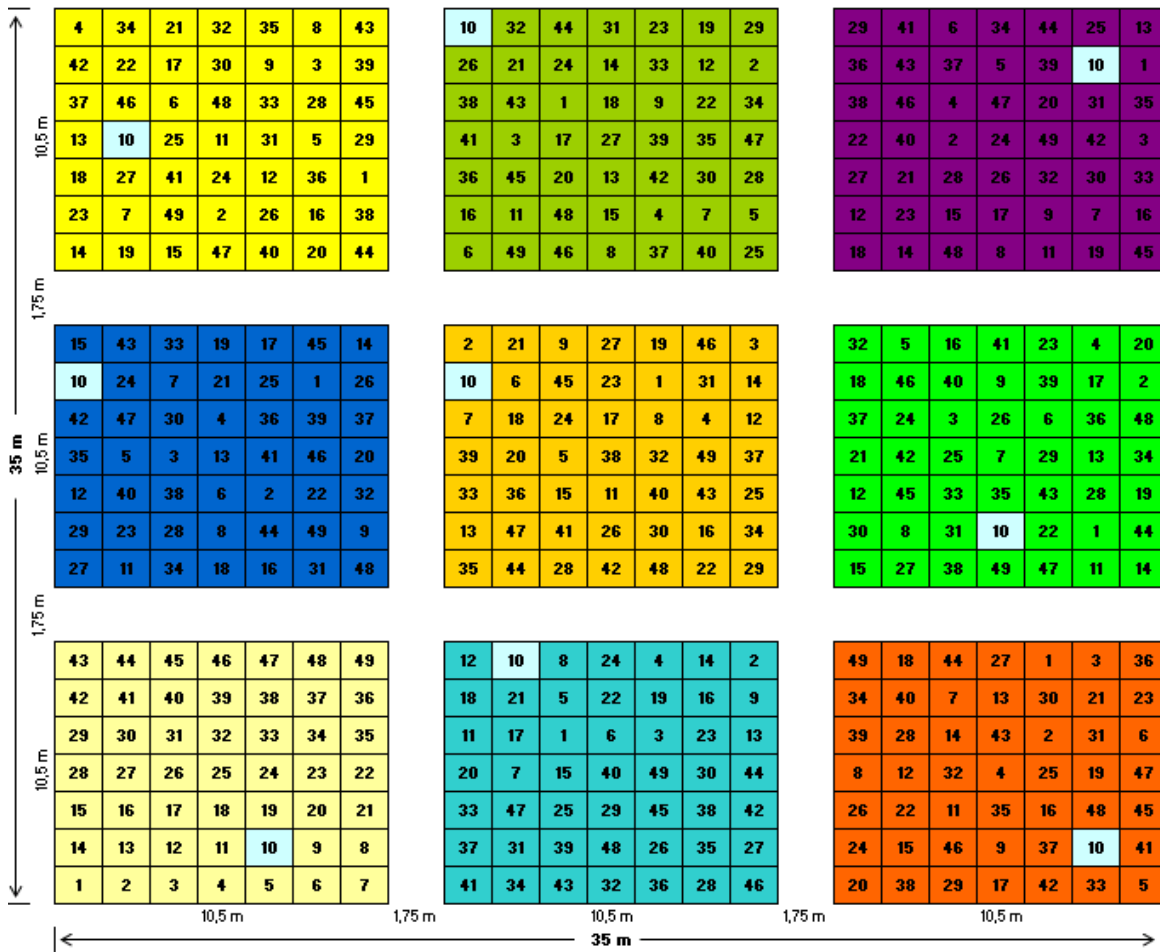 4 34 21 32 35 8 43 10 32 44 31 23 19 29 29 41 6 34 44 25 13
42 22 17 30 9 3 39 26 21 24 14 33 12 2 36 43 37 5 39 10 1
37 46 6 48 33 28 45 38 43 1 18 9 22 34 38 46 4 47 20 31 35
13 10 25 11 31 5 29 41 3 17 27 39 35 47 22 40 2 24 49 42 3
18 27 41 24 12 36 1 36 45 20 13 42 30 28 27 21 28 26 32 30 33
23 7 49 2 26 16 38 16 11 48 15 4 7 5 12 23 15 17 9 7 16
14 19 15 47 40 20 44 6 49 46 8 37 40 25 18 14 48 8 11 19 45
10,5 m
1,75 m
15 43 33 19 17 45 14 2 21 9 27 19 46 3 32 5 16 41 23 4 20
10 24 7 21 25 1 26 10 6 45 23 1 31 14 18 46 40 9 39 17 2
42 47 30 4 36 39 37 7 18 24 17 8 4 12 37 24 3 26 6 36 48
35 5 3 13 41 46 20 39 20 5 38 32 49 37 21 42 25 7 29 13 34
12 40 38 6 2 22 32 33 36 15 11 40 43 25 12 45 33 35 43 28 19
29 23 28 8 44 49 9 13 47 41 26 30 16 34 30 8 31 10 22 1 44
27 11 34 18 16 31 48 35 44 28 42 48 22 29 15 27 38 49 47 11 14
35 m
10,5 m
1,75 m
43 44 45 46 47 48 49 12 10 8 24 4 14 2 49 18 44 27 1 3 36
42 41 40 39 38 37 36 18 21 5 22 19 16 9 34 40 7 13 30 21 23
29 30 31 32 33 34 35 11 17 1 6 3 23 13 39 28 14 43 2 31 6
28 27 26 25 24 23 22 20 7 15 40 49 30 44 8 12 32 4 25 19 47
15 16 17 18 19 20 21 33 47 25 29 45 38 42 26 22 11 35 16 48 45
14 13 12 11 10 9 8 37 31 39 48 26 35 27 24 15 46 9 37 10 41
1 2 3 4 5 6 7 41 34 43 32 36 28 46 20 38 29 17 42 33 5
10,5 m
10,5 m 1,75 m 10,5 m 1,75 m 10,5 m
35 m